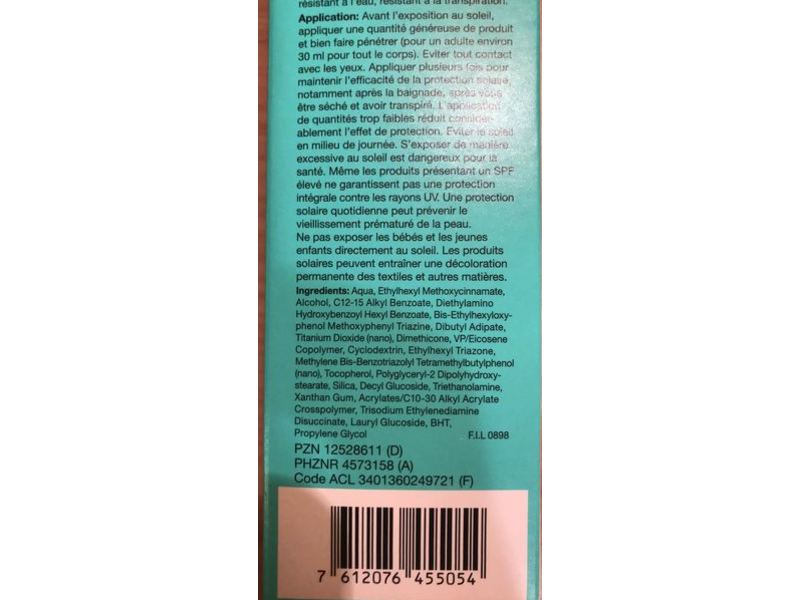 résistant à l'eau, résistant à la transpiration.
Application: Avant l'exposition au soleil,
appliquer une quantité généreuse de produit
et bien faire pénétrer (pour un adulte environ
30 ml pour tout le corps). Eviter tout contact
avec les yeux. Appliquer plusieurs fois pour
maintenir l'efficacité de la protection solaire,
notamment après la baignade, après vous
être séché et avoir transpiré. L'application
de quantités trop faibles réduit considér-
ablement l'effet de protection. Eviter le soleil
en milieu de journée. S'exposer de manière
excessive au soleil est dangereux pour la
santé. Même les produits présentant un SPF
élevé ne garantissent pas une protection
intégrale contre les rayons UV. Une protection
solaire quotidienne peut prévenir le
vieillissement prématuré de la peau.
Ne pas exposer les bébés et les jeunes
enfants directement au soleil. Les produits
solaires peuvent entraîner une décoloration
permanente des textiles et autres matières.
Ingredients: Aqua, Ethylhexyl Methoxycinnamate,
Alcohol, C12-15 Alkyl Benzoate, Diethylamino
Hydroxybenzoyl Hexyl Benzoate, Bis-Ethylhexyloxy-
phenol Methoxyphenyl Triazine, Dibutyl Adipate,
Titanium Dioxide (nano), Dimethicone, VP/Eicosene
Copolymer, Cyclodextrin, Ethylhexyl Triazone,
Methylene Bis-Benzotriazolyl Tetramethylbutylphenol
(nano), Tocopherol, Polyglyceryl-2 Dipolyhydroxy-
stearate, Silica, Decyl Glucoside, Triethanolamine,
Xanthan Gum, Acrylates/C10-30 Alkyl Acrylate
Crosspolymer, Trisodium Ethylenediamine
Disuccinate, Lauryl Glucoside, BHT,
Propylene Glycol F.I.L 0898
PZN 12528611 (D)
PHZNR 4573158 (A)
Code ACL 3401360249721 (F)
7 612076 455054